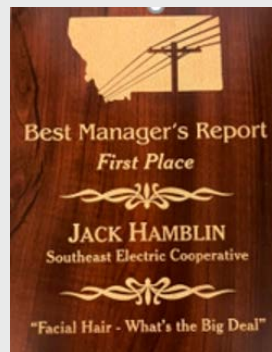 Best Manager's Report
First Place
JACK HAMBLIN
Southeast Electric Cooperative
"Facial Hair - What's the Big Deal"